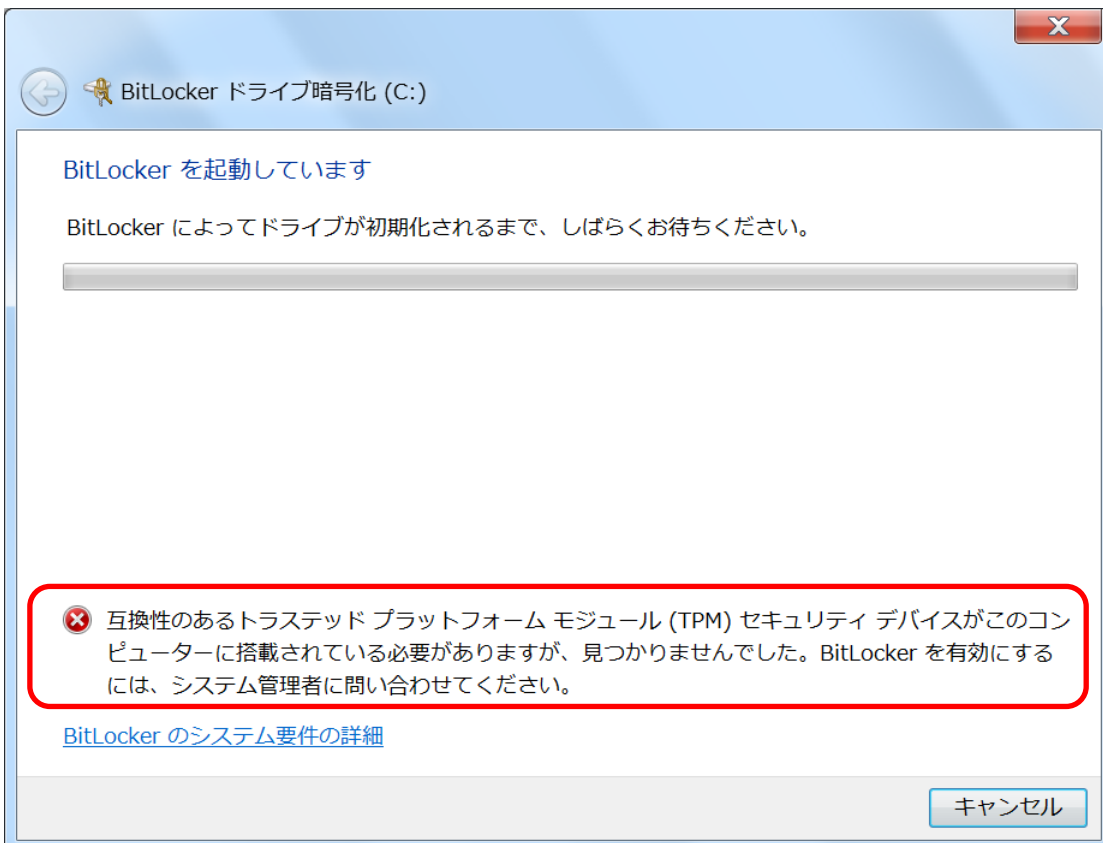 BitLocker ドライブ暗号化 (C:)
BitLocker を起動しています
BitLocker によってドライブが初期化されるまで、しばらくお待ちください。
互換性のあるトラステッド プラットフォーム モジュール (TPM) セキュリティ デバイスがこのコン
ピューターに搭載されている必要がありますが、見つかりませんでした。BitLocker を有効にする
には、システム管理者に問い合わせてください。
BitLocker のシステム要件の詳細
キャンセル